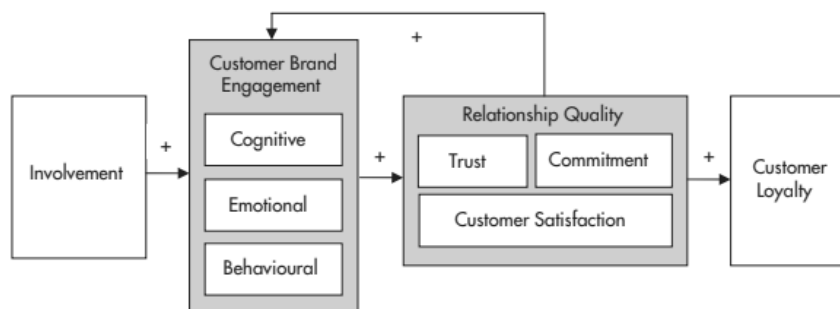 +
Customer Brand
Engagement
Cognitive
Emotional
Behavioural
Involvement
+
+
Relationship Quality
Trust
Commitment
Customer Satisfaction
+
Customer
Loyalty